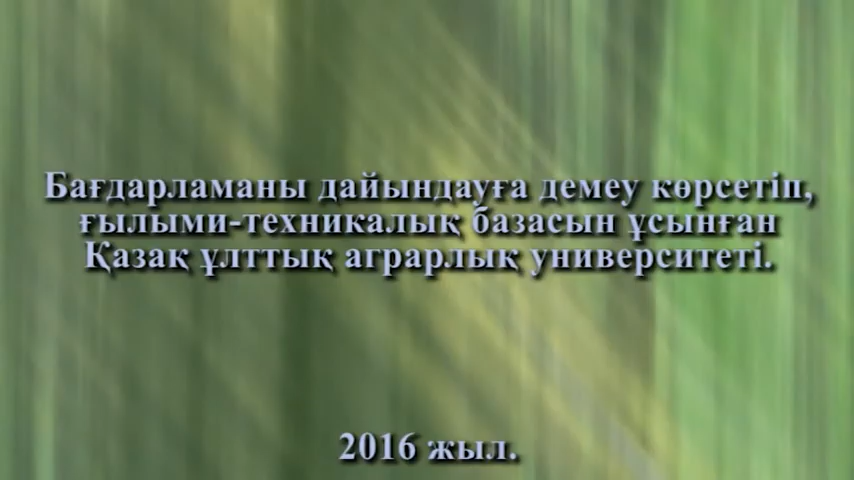 Бағдарламаны дайындауға демеу көрсетіп,
ғылыми-техникалық базасын ұсынған
Қазақ ұлттық аграрлық университеті.
2016 жыл.